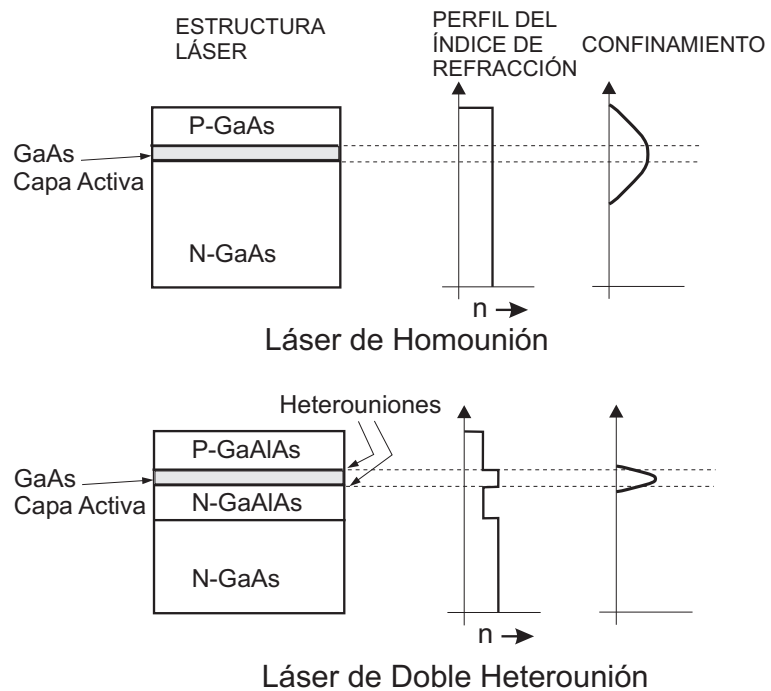 ESTRUCTURA
LÁSER
PERFIL DEL
ÍNDICE DE
REFRACCIÓN
CONFINAMIENTO
P-GaAs
GaAs
Capa Activa
N-GaAs
n
Láser de Homounión
Heterouniones
P-GaAlAs
GaAs
Capa Activa
N-GaAlAs
N-GaAs
n
Láser de Doble Heterounión